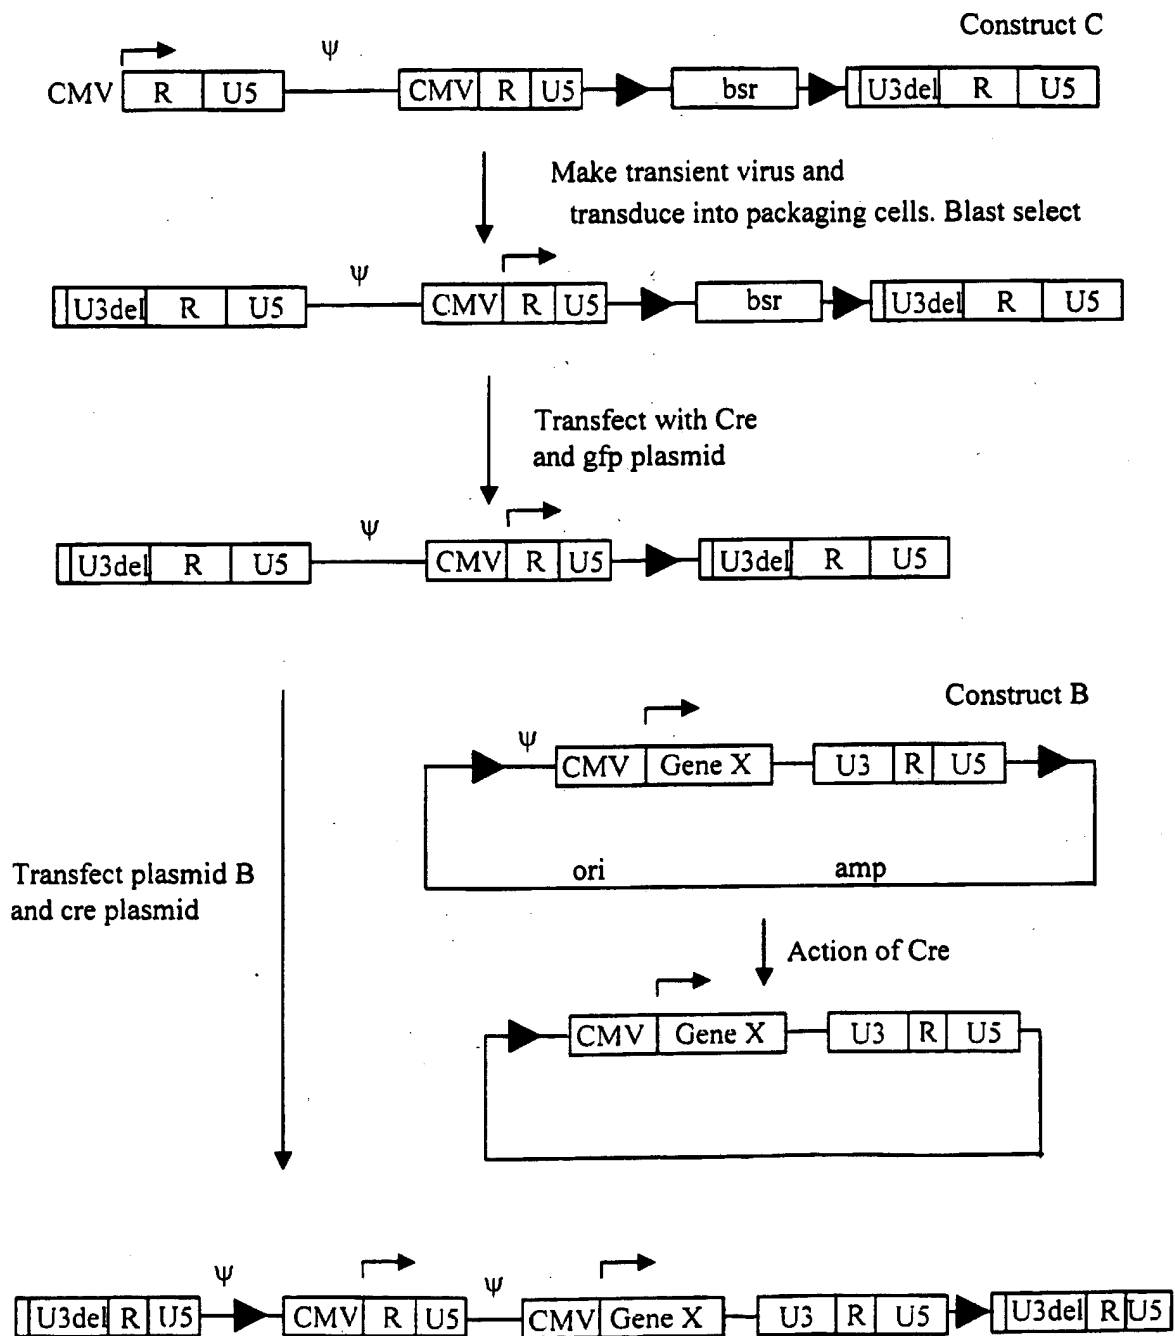 Construct C
ψ
CMV R U5 CMV R U5 bsr U3del R U5
Make transient virus and
transduce into packaging cells. Blast select
ψ
U3del R U5 CMV R U5 bsr U3del R U5
Transfect with Cre
and gfp plasmid
ψ
U3del R U5 CMV R U5 U3del R U5
Construct B
ψ
CMV Gene X U3 R U5
ori amp
Transfect plasmid B
and cre plasmid
Action of Cre
CMV Gene X U3 R U5
ψ ψ
U3del R U5 CMV R U5 CMV Gene X U3 R U5 U3del R U5